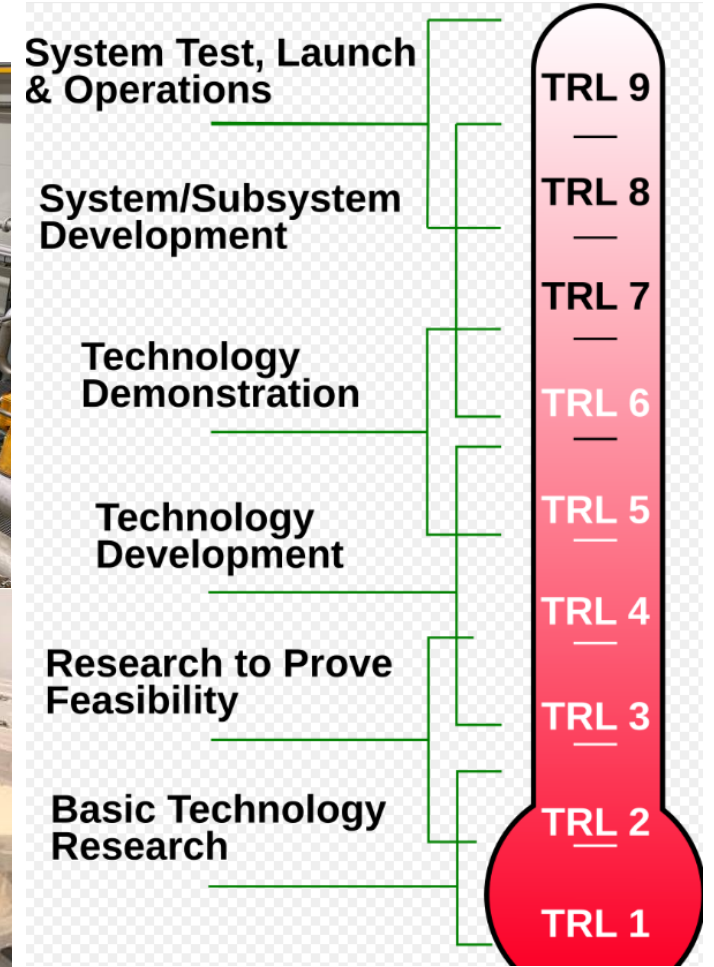 System Test, Launch
& Operations
System/Subsystem
Development
Technology
Demonstration
Technology
Development
Research to Prove
Feasibility
Basic Technology
Research
TRL 9
TRL 8
TRL 7
TRL 6
TRL 5
TRL 4
TRL 3
TRL 2
TRL 1